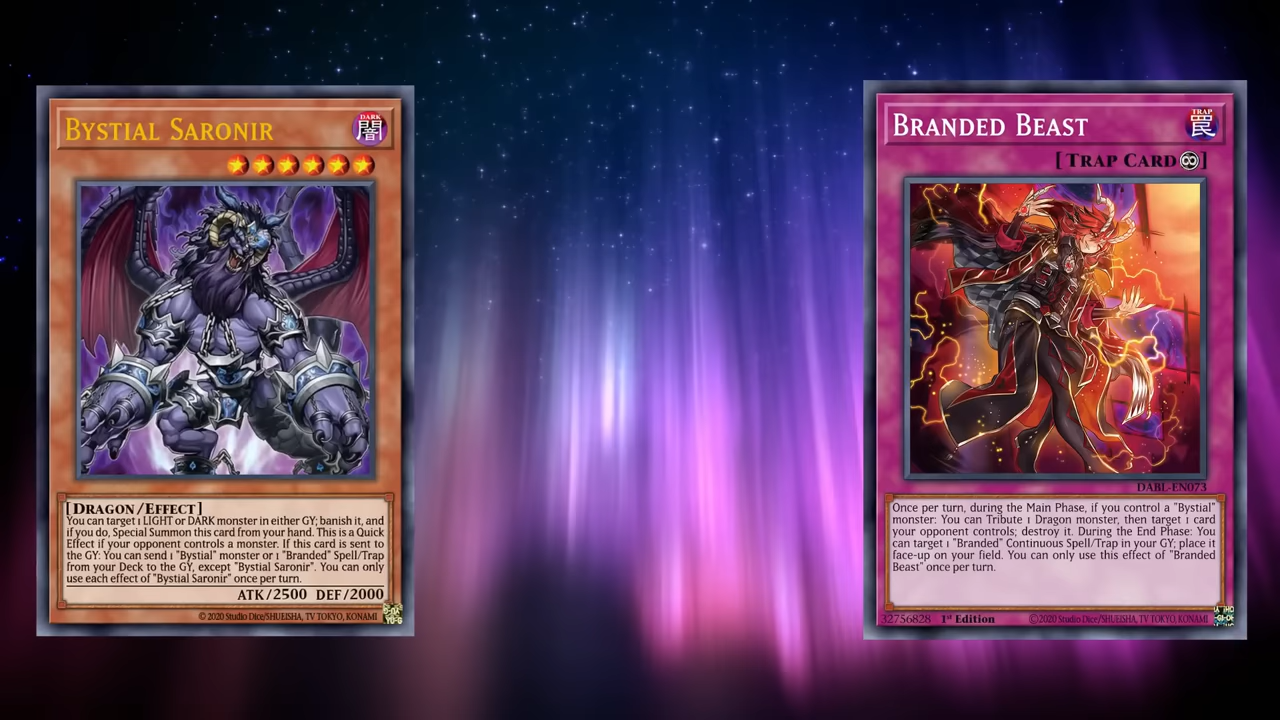 BYSTIAL SARONIR
DARK
闇
[DRAGON/EFFECT]
You can target 1 LIGHT or DARK monster in either GY; banish it, and
if you do, Special Summon this card from your hand. This is a Quick
Effect if your opponent controls a monster. If this card is sent to
the GY: You can send 1 "Bystial" monster or 1 "Branded" Spell/Trap
from your Deck to the GY, except "Bystial Saronir". You can only
use each effect of "Bystial Saronir" once per turn.
ATK/2500 DEF/2000
©2020 Studio Dice/SHUEISHA, TV TOKYO, KONAMI
BRANDED BEAST
TRAP
罠
[TRAP CARD]
DABL-EN073
Once per turn, during the Main Phase, if you control a "Bystial"
monster: You can Tribute 1 Dragon monster, then target 1 card
your opponent controls; destroy it. During the End Phase: You
can target 1 "Branded" Continuous Spell/Trap in your GY; place it
face-up on your field. You can only use this effect of "Branded
Beast" once per turn.
32756828 1st Edition ©2020 Studio Dice/SHUEISHA, TV TOKYO, KONAMI